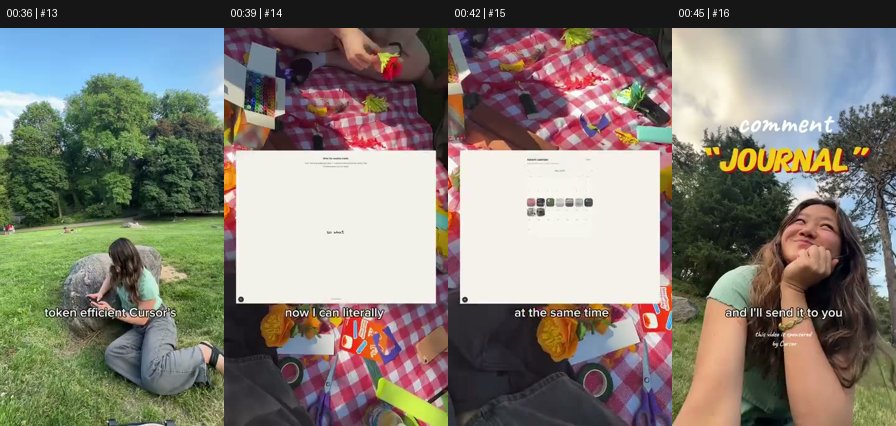 00:36 | #13
00:39 | #14
00:42 | #15
00:45 | #16
token efficient Cursor's
now I can literally
at the same time
comment
"JOURNAL"
and I'll send it to you
this video is sponsored
by Cursor